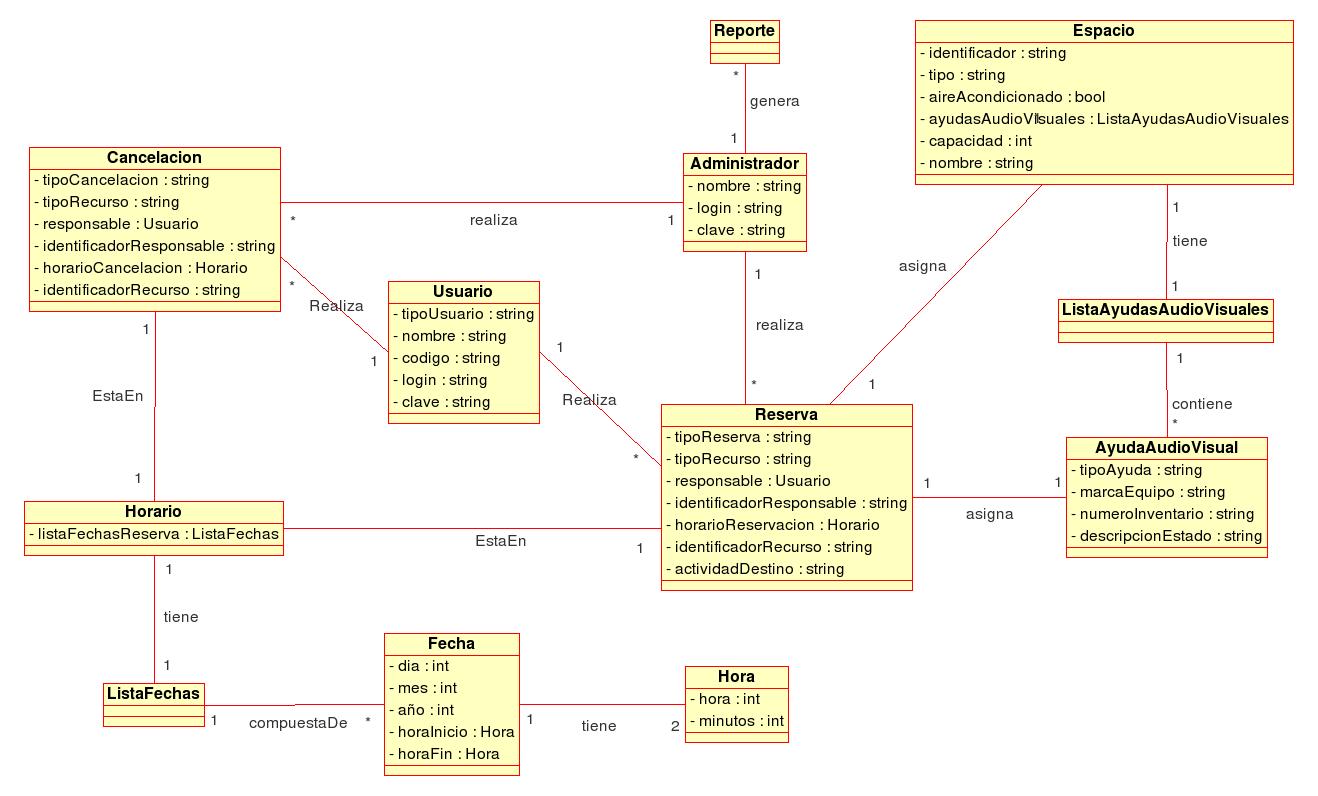 Reporte
*
genera
1
Administrador
- nombre : string
- login : string
- clave : string
Espacio
- identificador : string
- tipo : string
- aireAcondicionado : bool
- ayudasAudioVIsuales : ListaAyudasAudioVisuales
- capacidad : int
- nombre : string
Cancelacion
- tipoCancelacion : string
- tipoRecurso : string
- responsable : Usuario
- identificadorResponsable : string
- horarioCancelacion : Horario
- identificadorRecurso : string
*
realiza
1
*
Realiza
1
Usuario
- tipoUsuario : string
- nombre : string
- codigo : string
- login : string
- clave : string
1
Realiza
*
1
realiza
*
asigna
1
1
tiene
1
ListaAyudasAudioVisuales
1
contiene
*
AyudaAudioVisual
- tipoAyuda : string
- marcaEquipo : string
- numeroInventario : string
- descripcionEstado : string
Reserva
- tipoReserva : string
- tipoRecurso : string
- responsable : Usuario
- identificadorResponsable : string
- horarioReservacion : Horario
- identificadorRecurso : string
- actividadDestino : string
1
asigna
1
1
EstaEn
1
Horario
- listaFechasReserva : ListaFechas
EstaEn
1
1
tiene
1
ListaFechas
1
compuestaDe
*
Fecha
- dia : int
- mes : int
- año : int
- horaInicio : Hora
- horaFin : Hora
1
tiene
2
Hora
- hora : int
- minutos : int